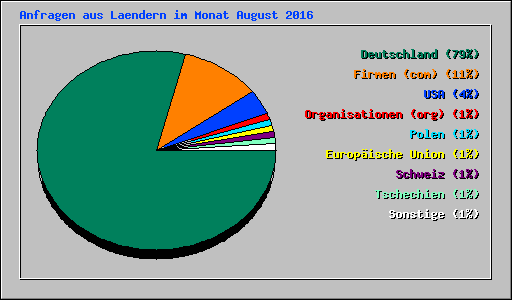 Anfragen aus Laendern im Monat August 2016
Deutschland (79%)
Firmen (com) (11%)
USA (4%)
Organisationen (org) (1%)
Polen (1%)
Europäische Union (1%)
Schweiz (1%)
Tschechien (1%)
Sonstige (1%)